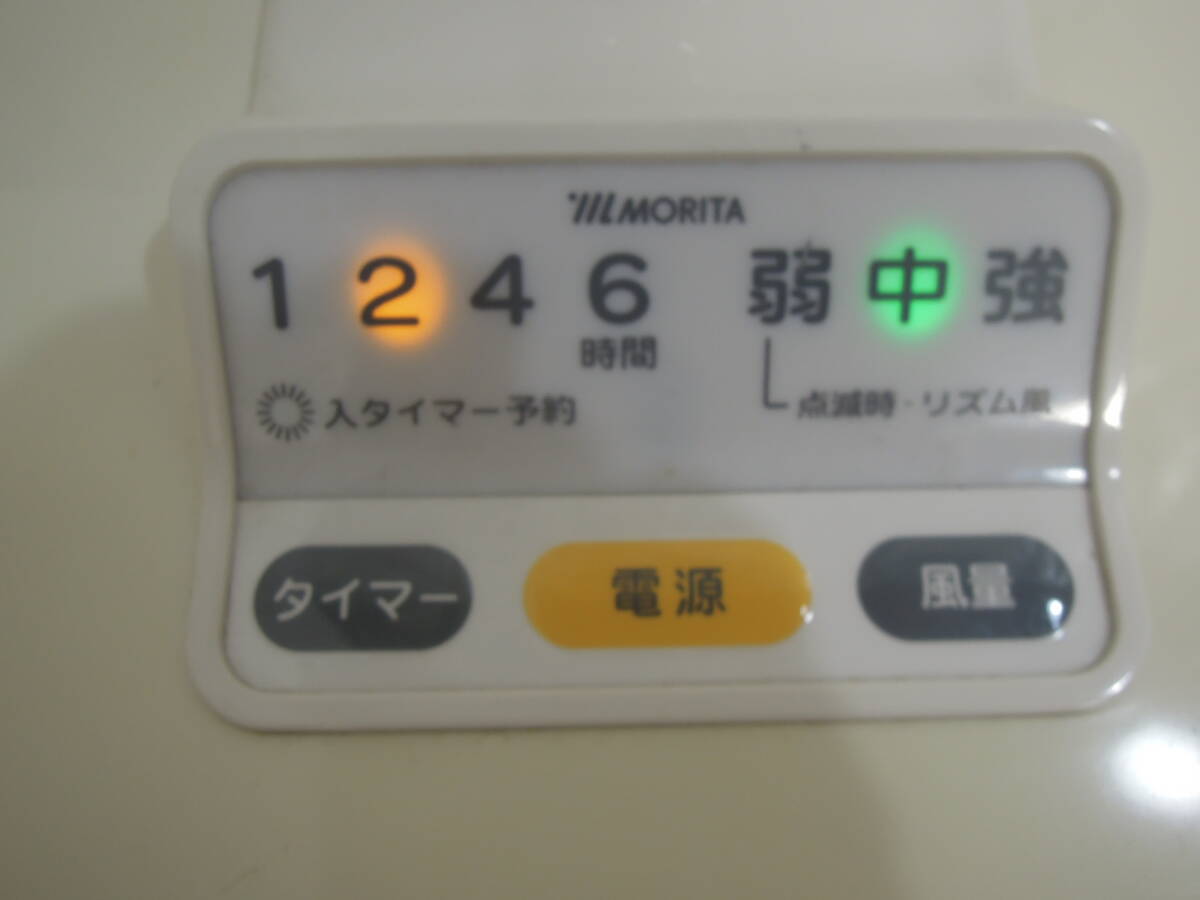 MORITA
1 2 4 6 弱 中 強
時間
入タイマー予約 点滅時-リズム風
タイマー 電源 風量